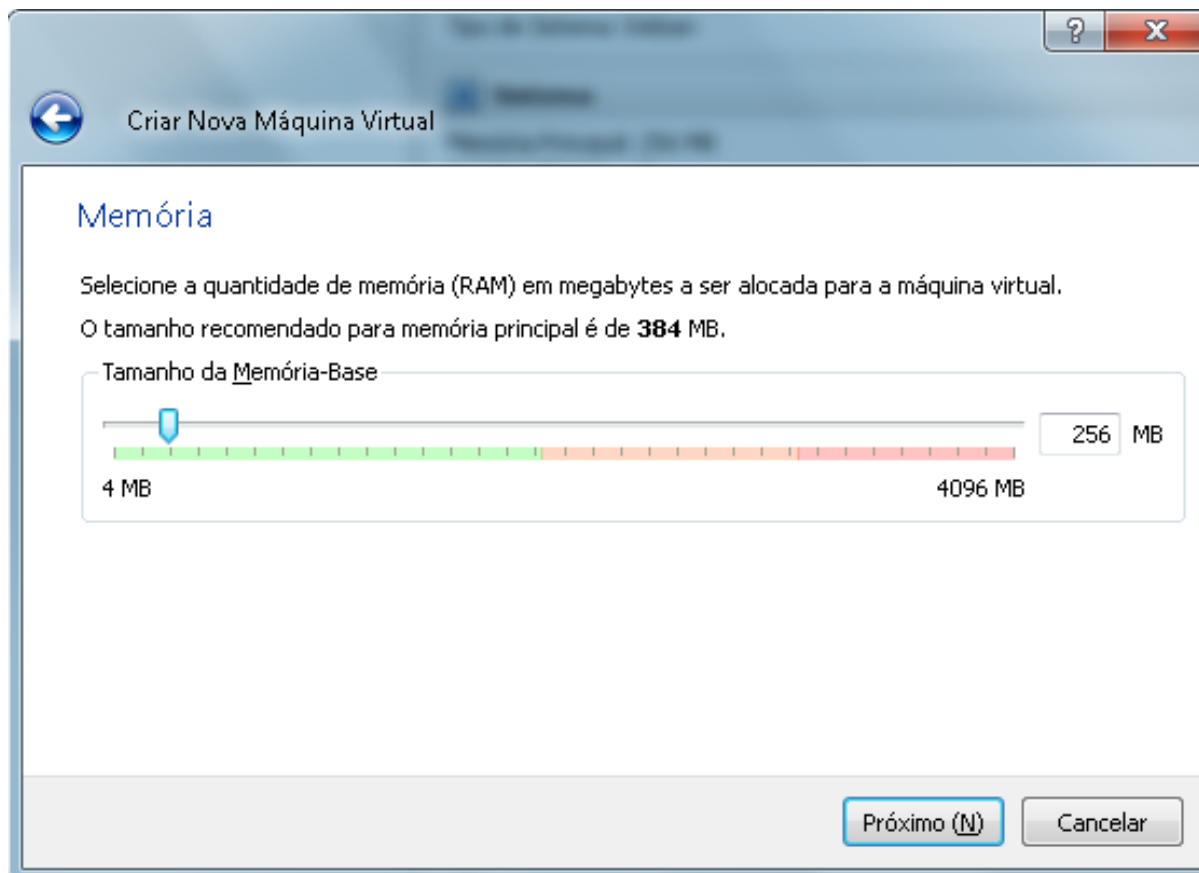 Criar Nova Máquina Virtual
Memória
Selecione a quantidade de memória (RAM) em megabytes a ser alocada para a máquina virtual.
O tamanho recomendado para memória principal é de 384 MB.
Tamanho da Memória-Base
256 MB
4 MB 4096 MB
Próximo (N) Cancelar